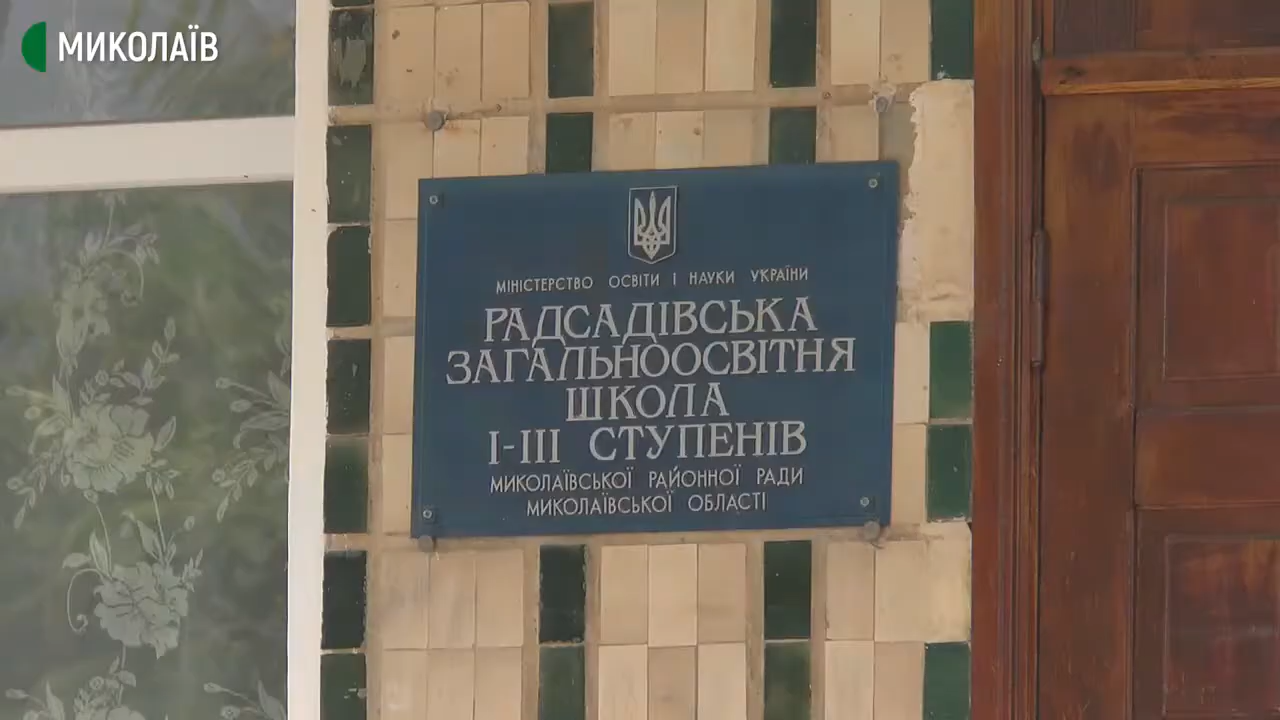 МИКОЛАЇВ
МІНІСТЕРСТВО ОСВІТИ І НАУКИ УКРАЇНИ
РАДСАДІВСЬКА
ЗАГАЛЬНООСВІТНЯ
ШКОЛА
І-ІІІ СТУПЕНІВ
МИКОЛАЇВСЬКОЇ РАЙОННОЇ РАДИ
МИКОЛАЇВСЬКОЇ ОБЛАСТІ